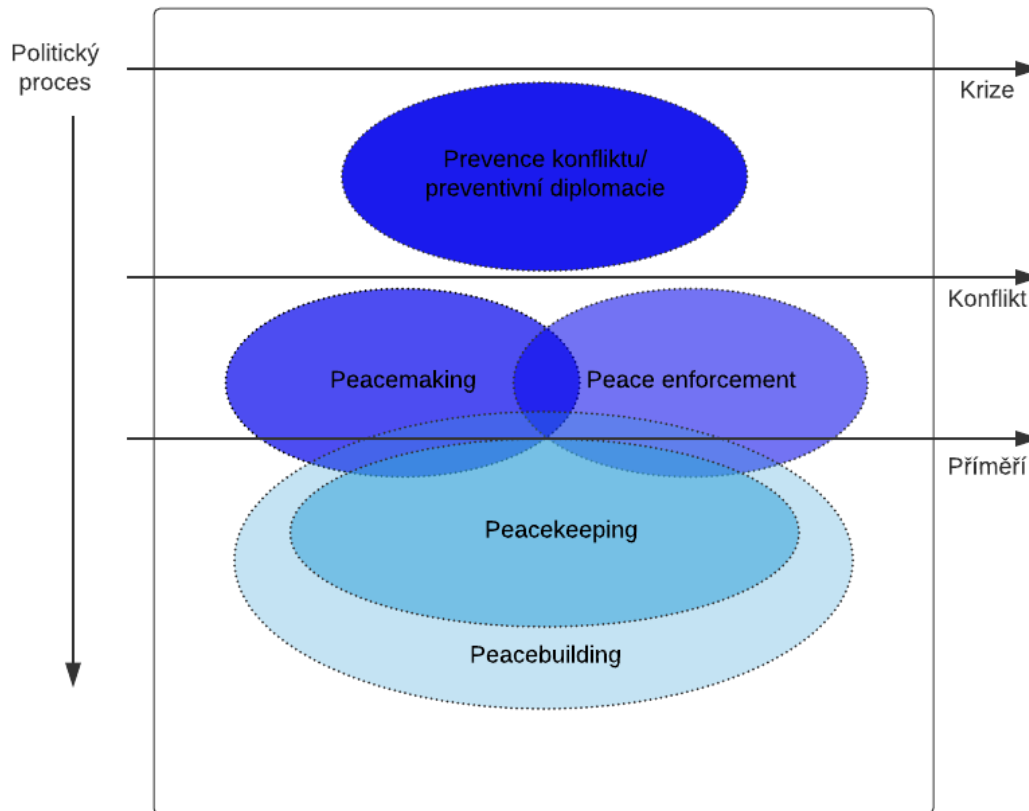 Politický
proces
Krize
Prevence konfliktu/
preventivní diplomacie
Konflikt
Peacemaking
Peace enforcement
Příměří
Peacekeeping
Peacebuilding